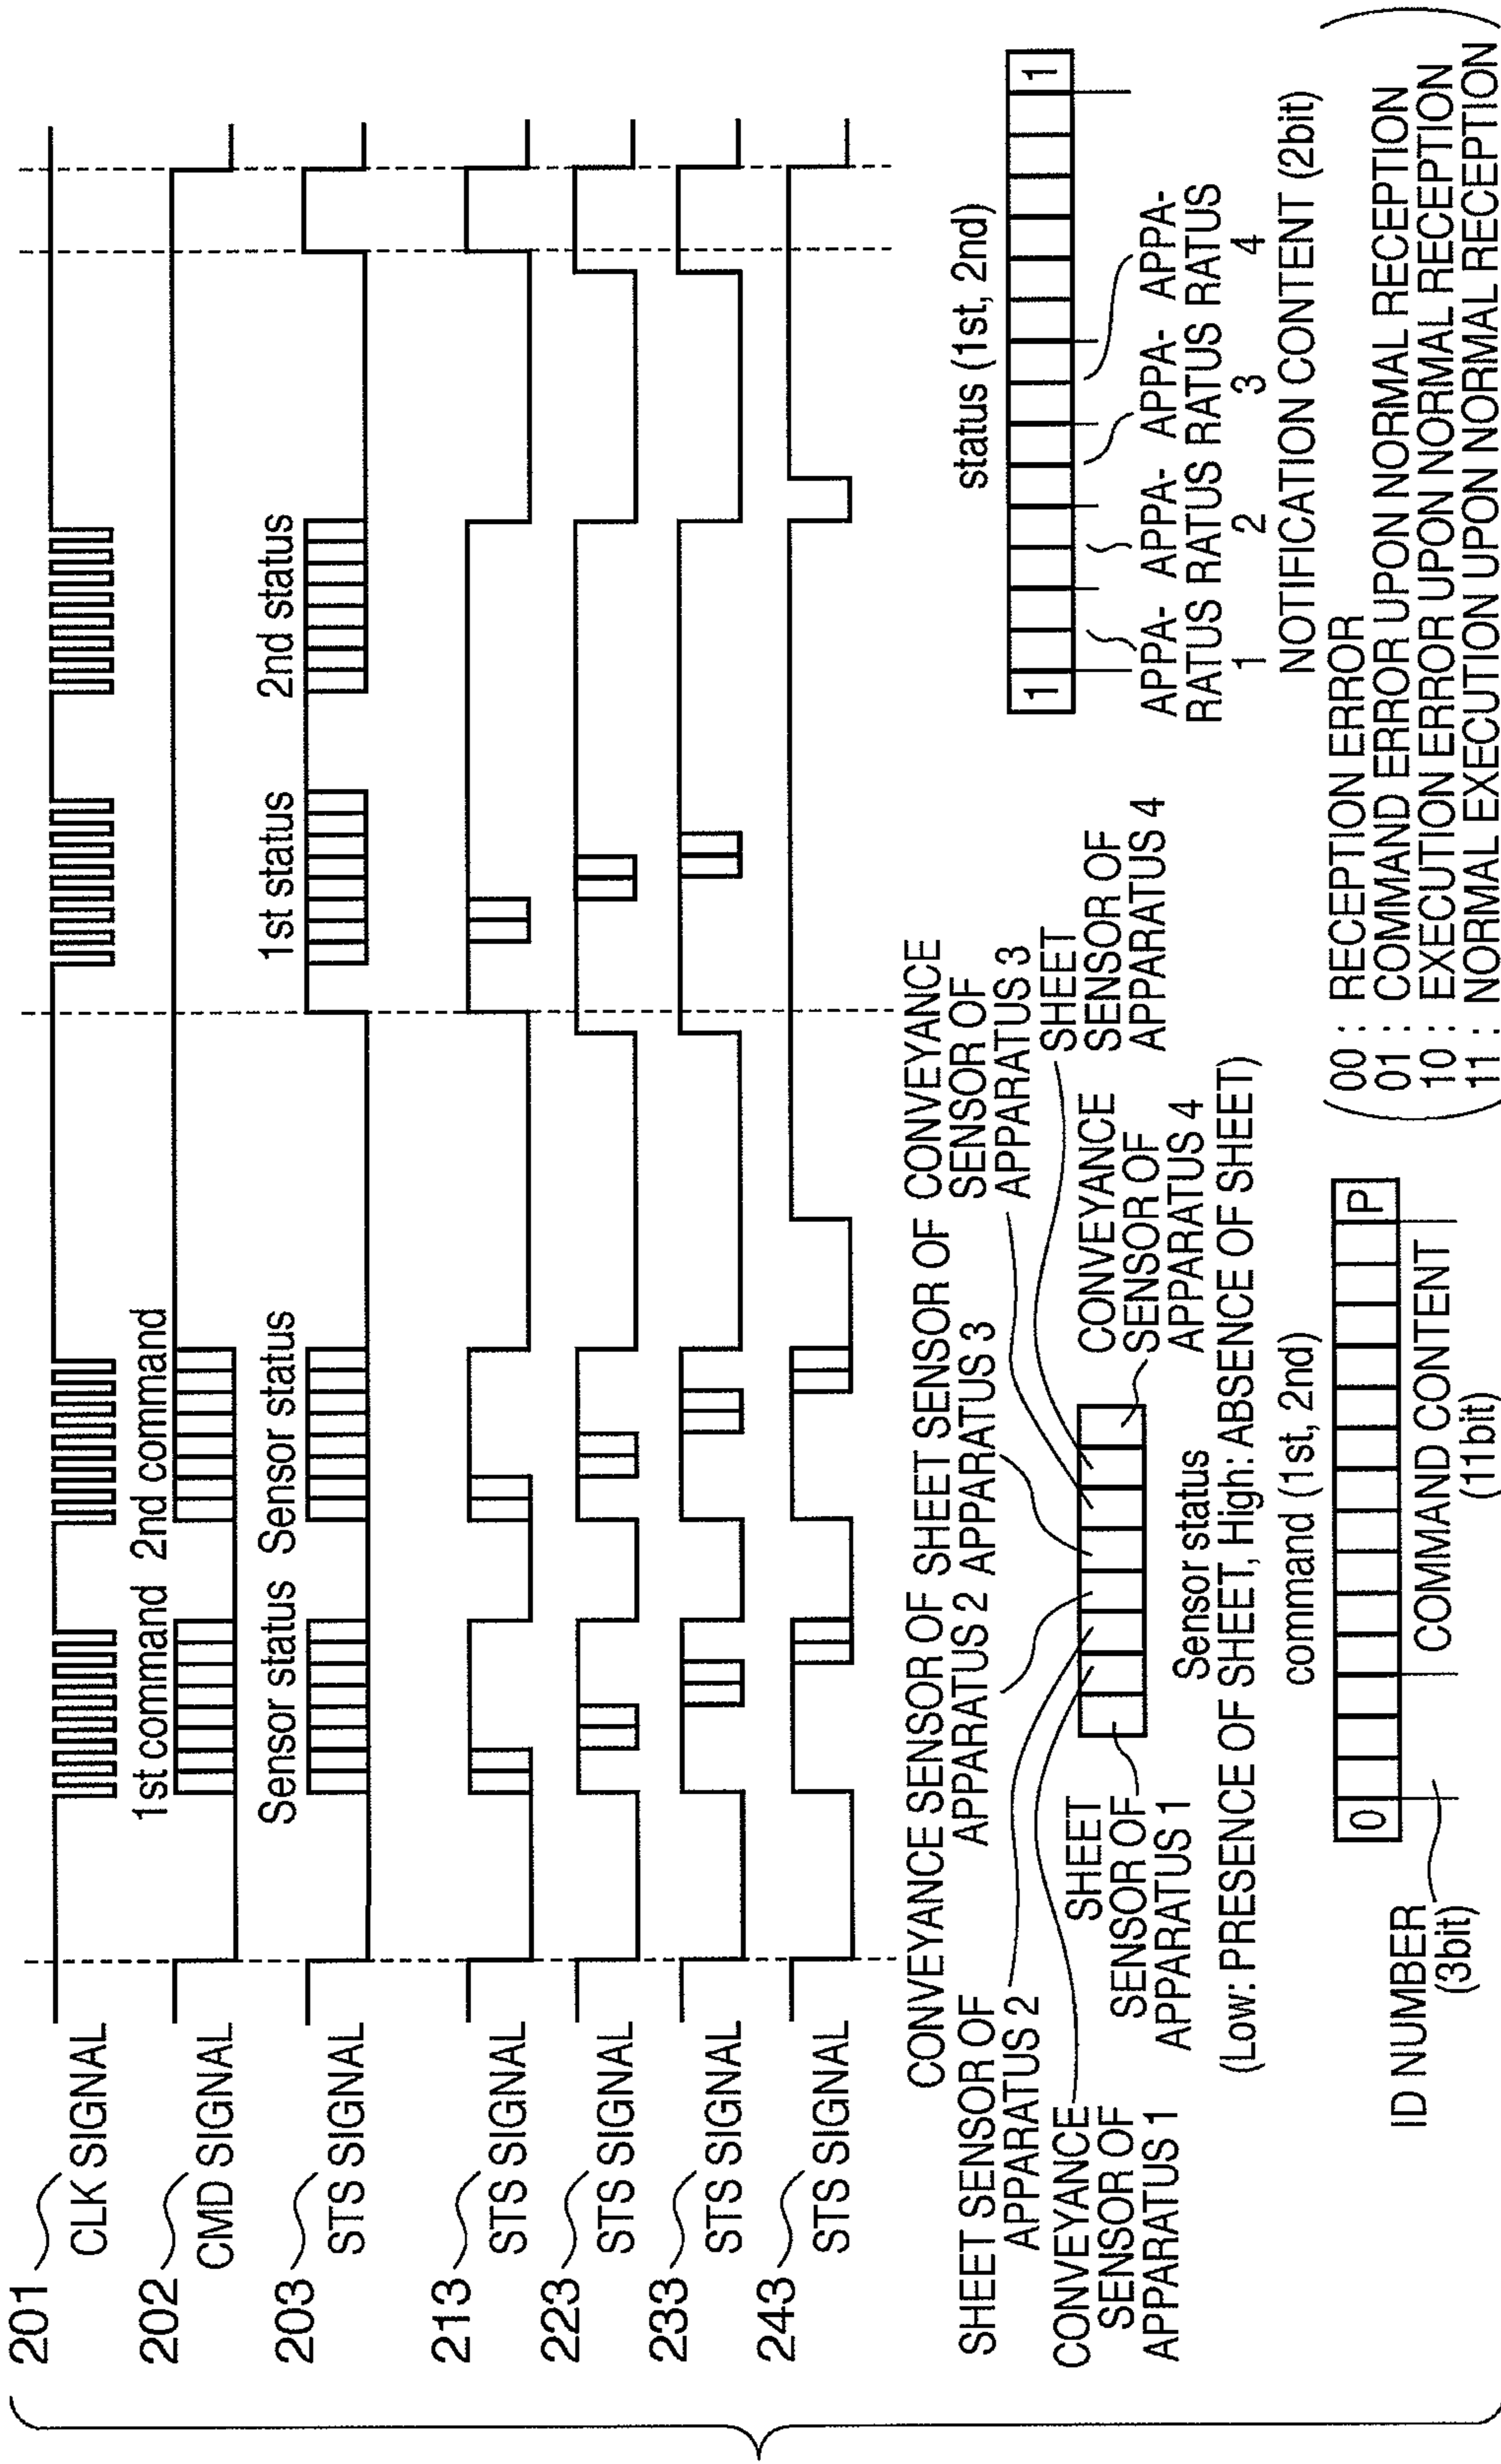 201
CLK SIGNAL
202
CMD SIGNAL
1st command
2nd command
203
STS SIGNAL
Sensor status
Sensor status
1st status
2nd status
213
STS SIGNAL
223
STS SIGNAL
233
STS SIGNAL
243
STS SIGNAL
CONVEYANCE SENSOR OF
APPARATUS 2
SHEET SENSOR OF
APPARATUS 3
CONVEYANCE
SENSOR OF
APPARATUS 3
SHEET
SENSOR OF
APPARATUS 4
SHEET SENSOR OF
APPARATUS 2
CONVEYANCE
SENSOR OF
APPARATUS 1
SHEET
SENSOR OF
APPARATUS 1
CONVEYANCE
SENSOR OF
APPARATUS 4
Sensor status
(Low: PRESENCE OF SHEET, High: ABSENCE OF SHEET)
command (1st, 2nd)
0
P
ID NUMBER
(3bit)
COMMAND CONTENT
(11bit)
status (1st, 2nd)
1
1
APPA- APPA- APPA- APPA-
RATUS RATUS RATUS RATUS
1 2 3 4
NOTIFICATION CONTENT (2bit)
00 : RECEPTION ERROR
01 : COMMAND ERROR UPON NORMAL RECEPTION
10 : EXECUTION ERROR UPON NORMAL RECEPTION
11 : NORMAL EXECUTION UPON NORMAL RECEPTION